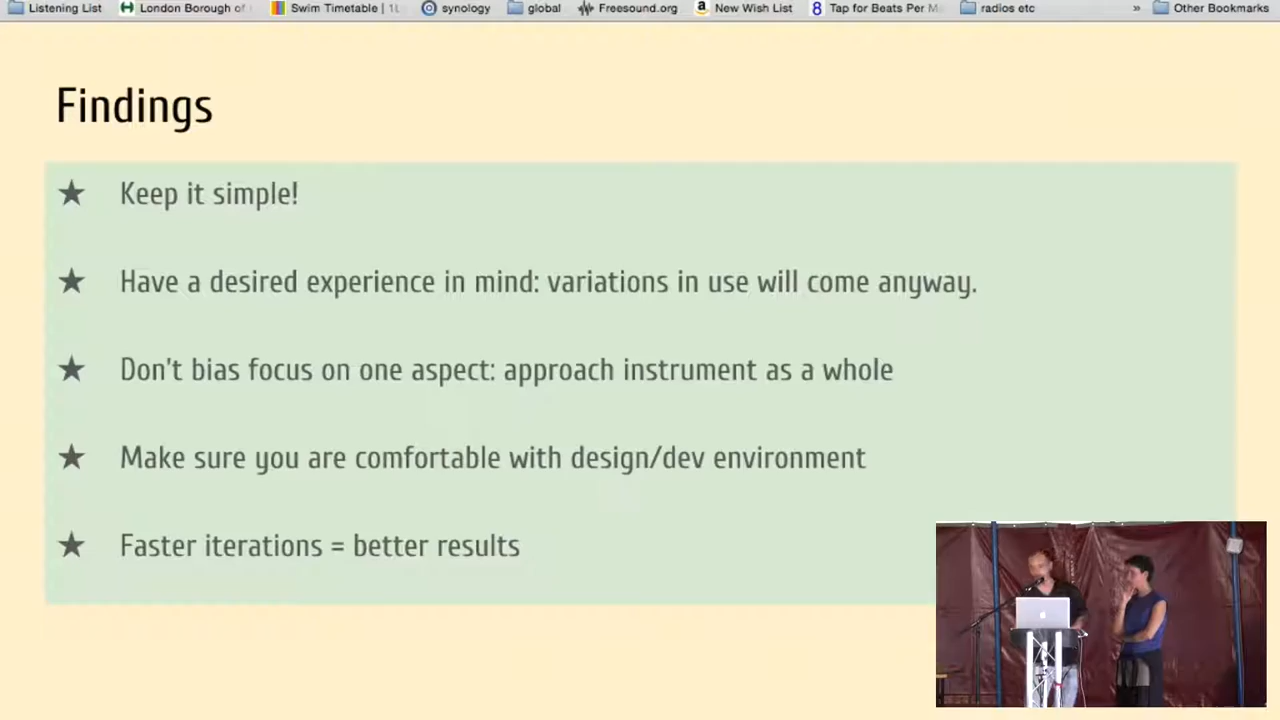 Listening List London Borough of Swim Timetable | 1 synology global Freesound.org New Wish List Tap for Beats Per radios etc » Other Bookmarks
Findings
★ Keep it simple!
★ Have a desired experience in mind: variations in use will come anyway.
★ Don't bias focus on one aspect: approach instrument as a whole
★ Make sure you are comfortable with design/dev environment
★ Faster iterations = better results